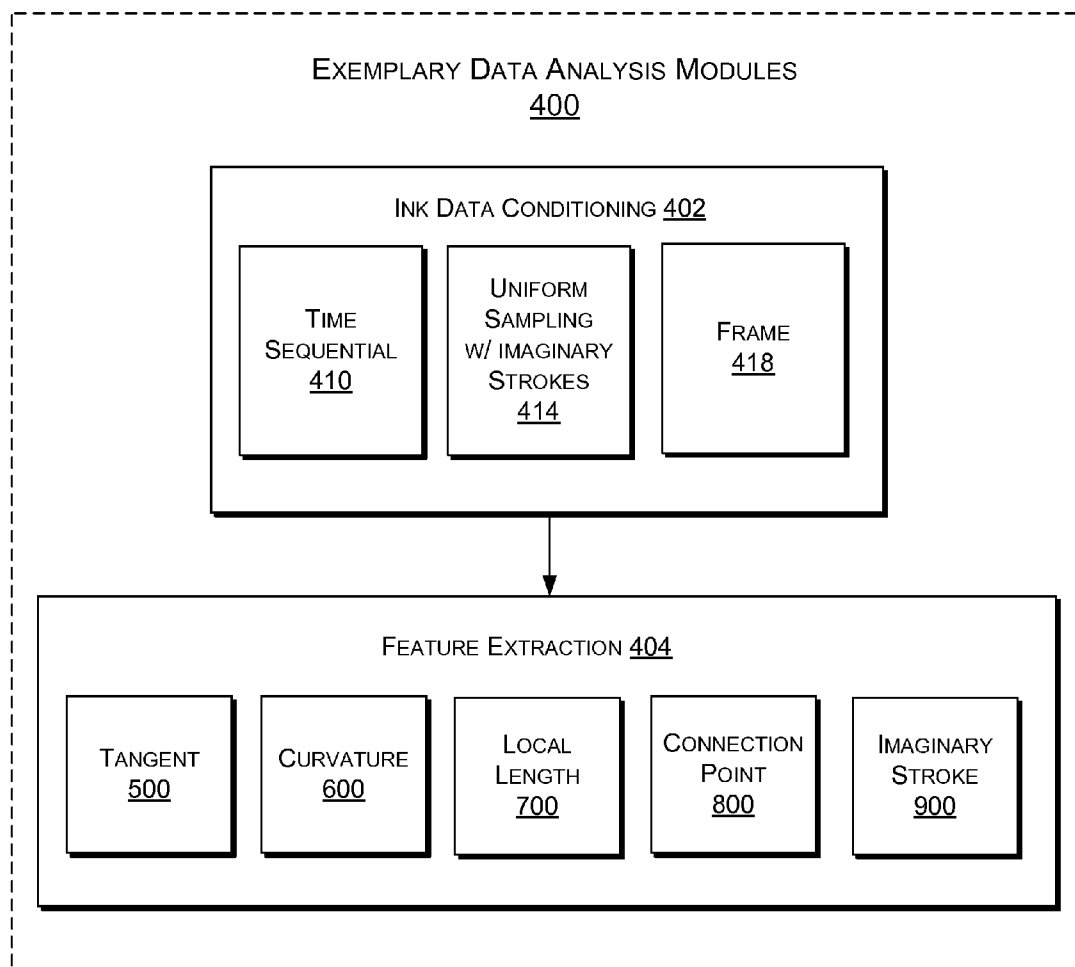 EXEMPLARY DATA ANALYSIS MODULES
400
INK DATA CONDITIONING 402
TIME
SEQUENTIAL
410
UNIFORM
SAMPLING
W/ IMAGINARY
STROKES
414
FRAME
418
FEATURE EXTRACTION 404
TANGENT
500
CURVATURE
600
LOCAL
LENGTH
700
CONNECTION
POINT
800
IMAGINARY
STROKE
900